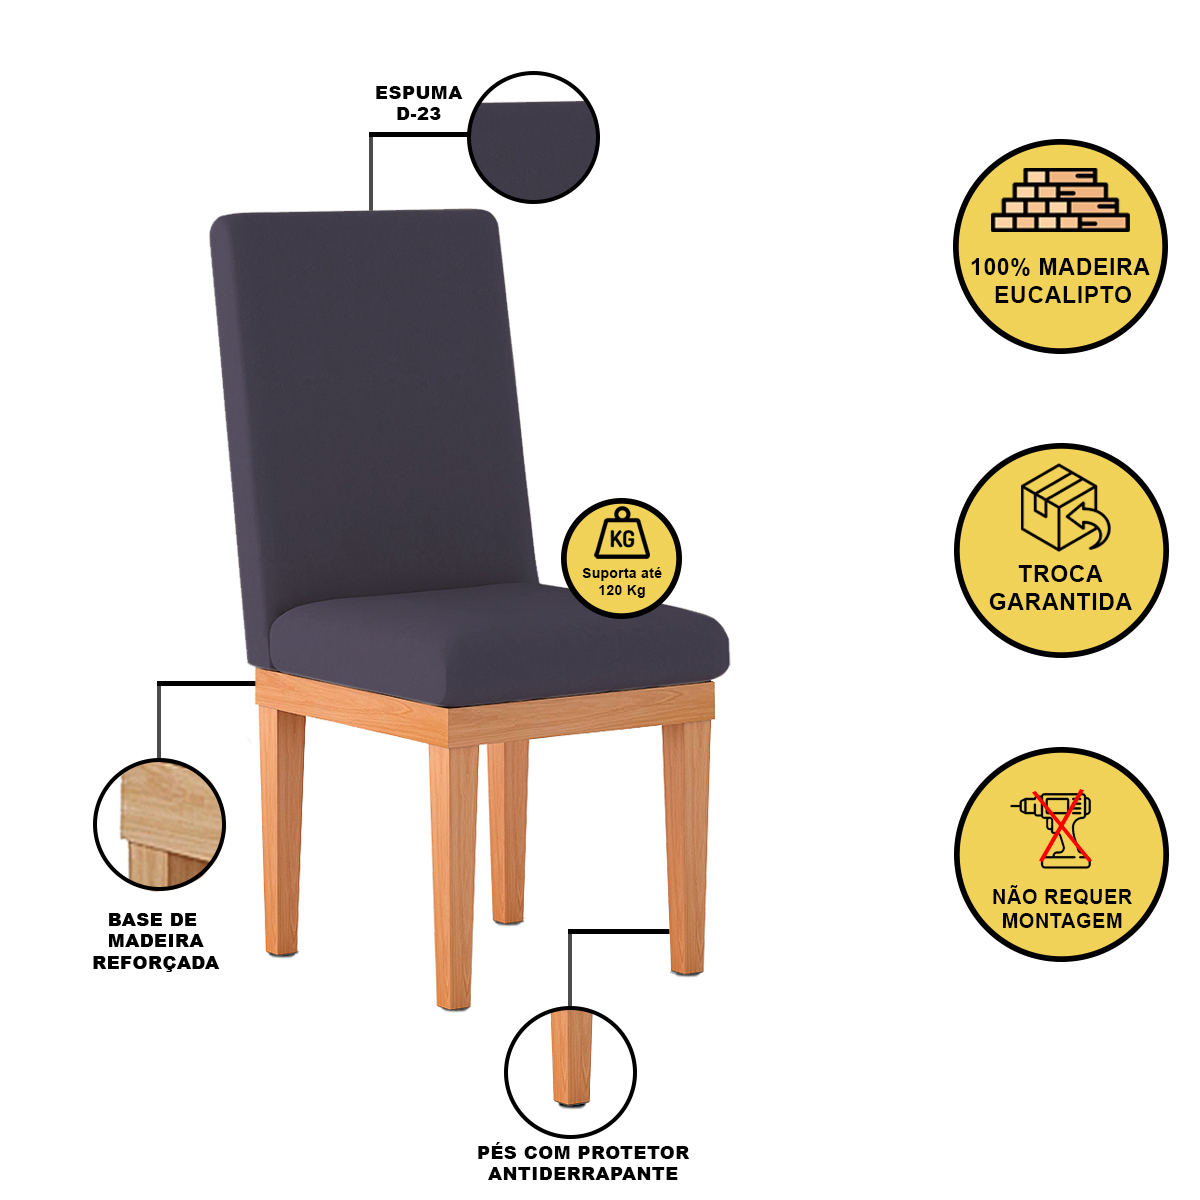 ESPUMA
D-23
100% MADEIRA
EUCALIPTO
KG
Suporta até
120 Kg
TROCA
GARANTIDA
BASE DE
MADEIRA
REFORÇADA
NÃO REQUER
MONTAGEM
PÉS COM PROTETOR
ANTIDERRAPANTE